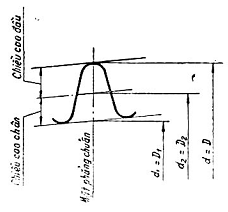 Chiều cao đầu
Chiều cao chân
Mặt phẳng chuẩn
d₁ = D₁
d₂ = D₂
d = D